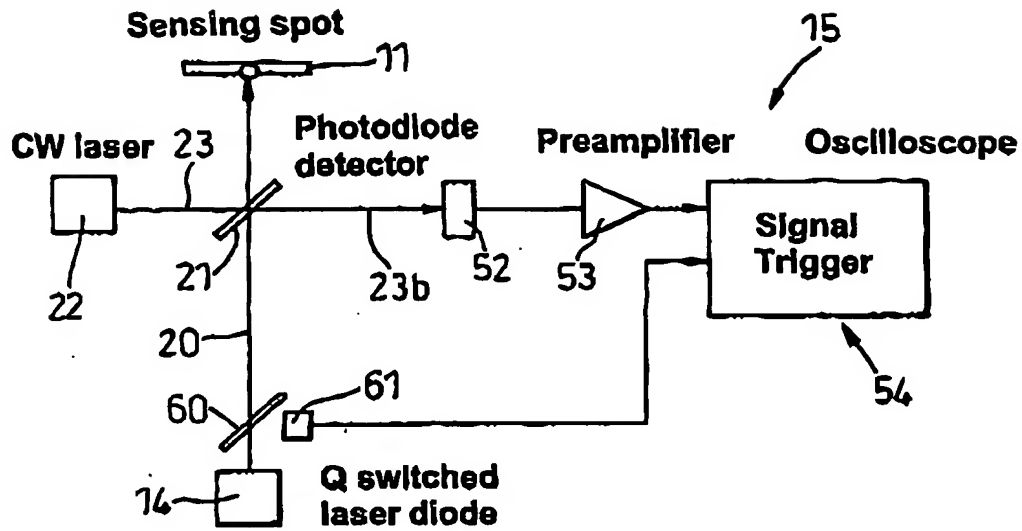 Sensing spot
11
15
CW laser
23
Photodiode
detector
Preamplifier
Oscilloscope
Signal
Trigger
22
21
23b
52
53
20
54
60
61
14
Q switched
laser diode